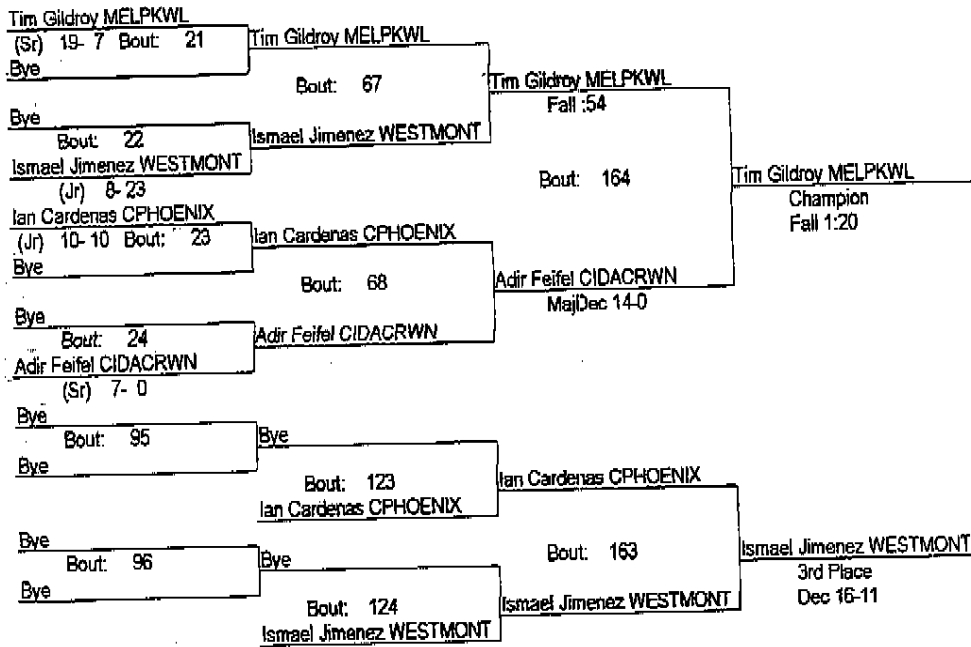 Tim Gildroy MELPKWL
(Sr) 19- 7 Bout: 21
Bye
Tim Gildroy MELPKWL
Bout: 67
Bye
Bout: 22
Ismael Jimenez WESTMONT
(Jr) 8- 23
Ismael Jimenez WESTMONT
Tim Gildroy MELPKWL
Fall :54
Bout: 164
Ian Cardenas CPHOENIX
(Jr) 10- 10 Bout: 23
Bye
Ian Cardenas CPHOENIX
Bout: 68
Bye
Bout: 24
Adir Feifel CIDACRWN
(Sr) 7- 0
Adir Feifel CIDACRWN
Adir Feifel CIDACRWN
MajDec 14-0
Tim Gildroy MELPKWL
Champion
Fall 1:20
Bye
Bout: 95
Bye
Bye
Bout: 123
Ian Cardenas CPHOENIX
Ian Cardenas CPHOENIX
Bout: 163
Bye
Bout: 96
Bye
Bye
Bout: 124
Ismael Jimenez WESTMONT
Ismael Jimenez WESTMONT
Ismael Jimenez WESTMONT
3rd Place
Dec 16-11